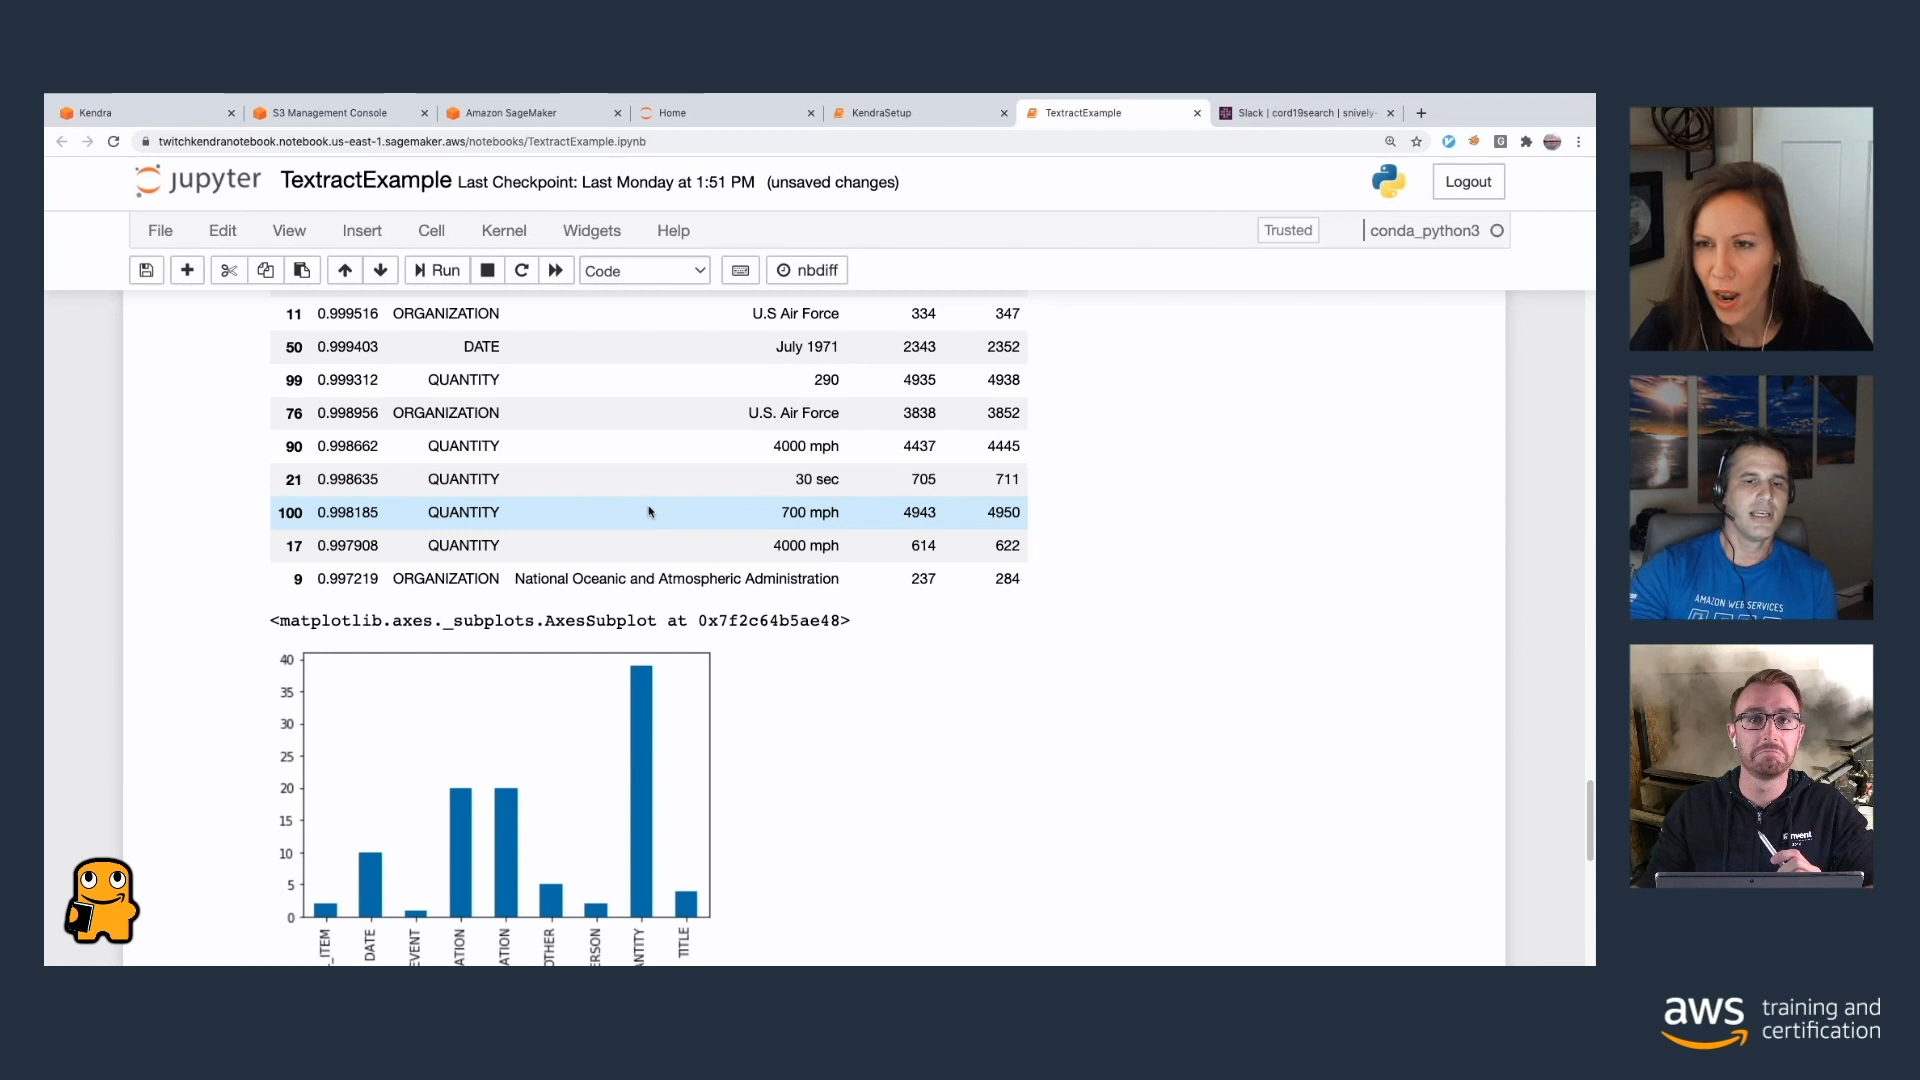 Kendra
S3 Management Console
Amazon SageMaker
Home
KendraSetup
TextractExample
Slack | cord19search | snively-
twitchkendranotebook.notebook.us-east-1.sagemaker.aws/notebooks/TextractExample.ipynb
jupyter TextractExample Last Checkpoint: Last Monday at 1:51 PM (unsaved changes)
Logout
File Edit View Insert Cell Kernel Widgets Help
Trusted
conda_python3
Run
Code
nbdiff
11 0.999516 ORGANIZATION U.S Air Force 334 347
50 0.999403 DATE July 1971 2343 2352
99 0.999312 QUANTITY 290 4935 4938
76 0.998956 ORGANIZATION U.S. Air Force 3838 3852
90 0.998662 QUANTITY 4000 mph 4437 4445
21 0.998635 QUANTITY 30 sec 705 711
100 0.998185 QUANTITY 700 mph 4943 4950
17 0.997908 QUANTITY 4000 mph 614 622
9 0.997219 ORGANIZATION National Oceanic and Atmospheric Administration 237 284
<matplotlib.axes._subplots.AxesSubplot at 0x7f2c64b5ae48>
40
35
30
25
20
15
10
5
0
_ITEM
DATE
EVENT
ATION
ATION
OTHER
ERSON
NTITY
TITLE
AMAZON WEB SERVICES
aws training and
certification